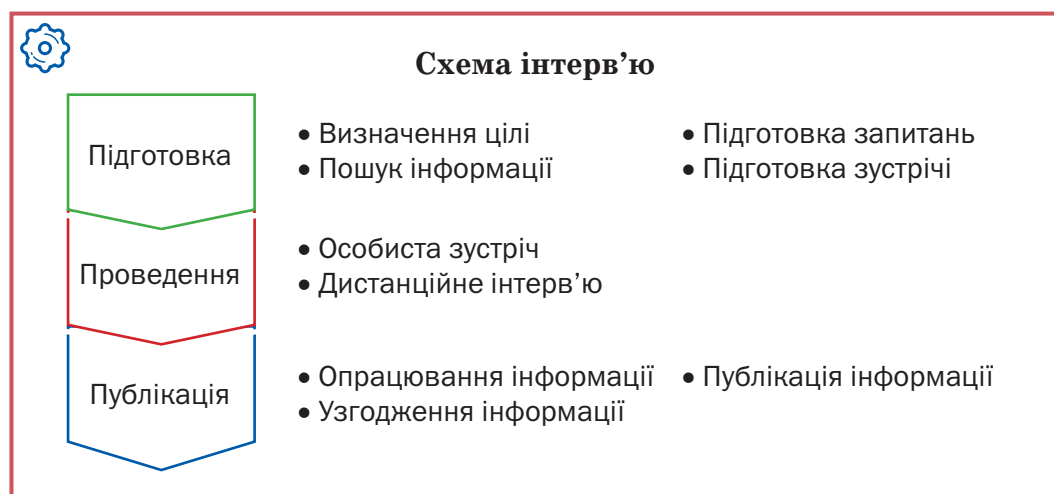 Схема інтерв’ю
Підготовка
• Визначення цілі
• Пошук інформації
• Підготовка запитань
• Підготовка зустрічі
Проведення
• Особиста зустріч
• Дистанційне інтерв’ю
Публікація
• Опрацювання інформації
• Узгодження інформації
• Публікація інформації